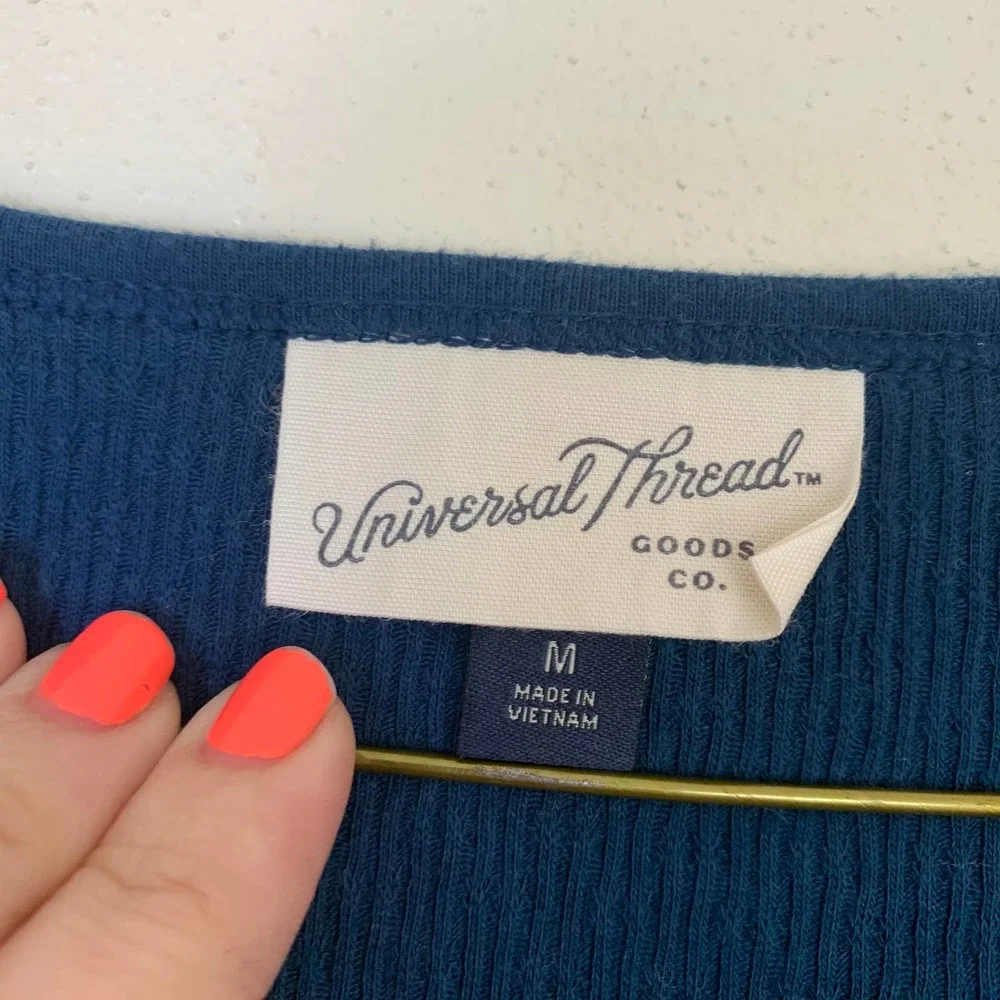 Universal Thread™
GOODS
CO.
M
MADE IN
VIETNAM